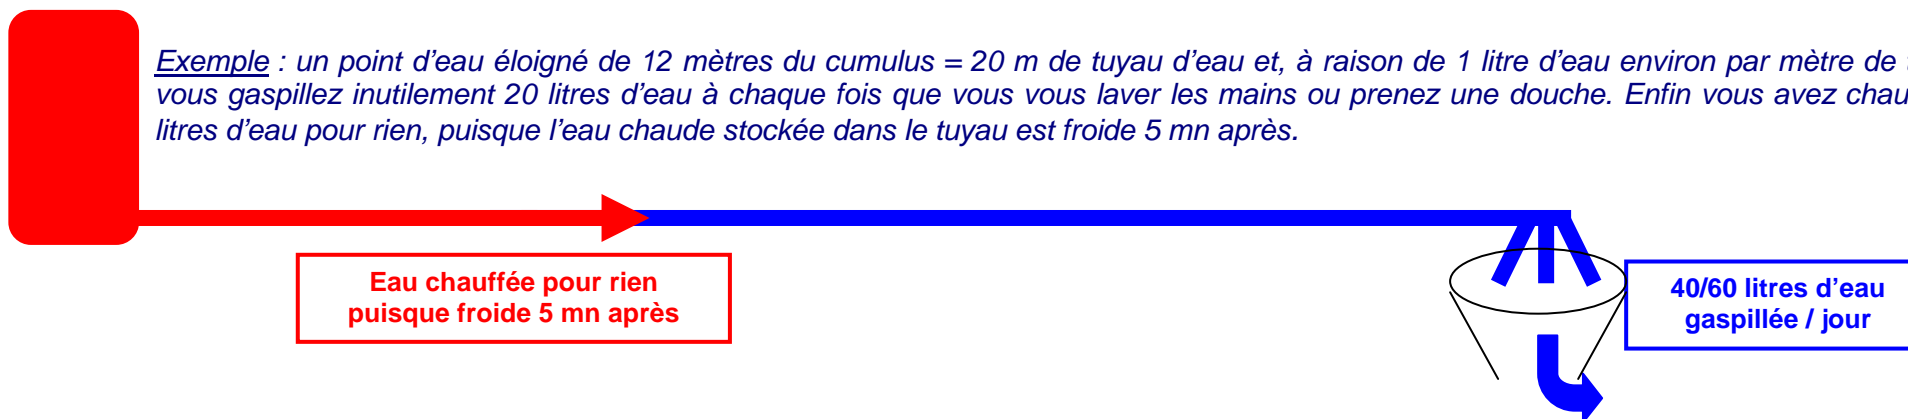 Exemple : un point d’eau éloigné de 12 mètres du cumulus = 20 m de tuyau d’eau et, à raison de 1 litre d’eau environ par mètre de
vous gaspillez inutilement 20 litres d’eau à chaque fois que vous vous laver les mains ou prenez une douche. Enfin vous avez
litres d’eau pour rien, puisque l’eau chaude stockée dans le tuyau est froide 5 mn après.
Eau chauffée pour rien
puisque froide 5 mn après
40/60 litres d’eau
gaspillée / jour